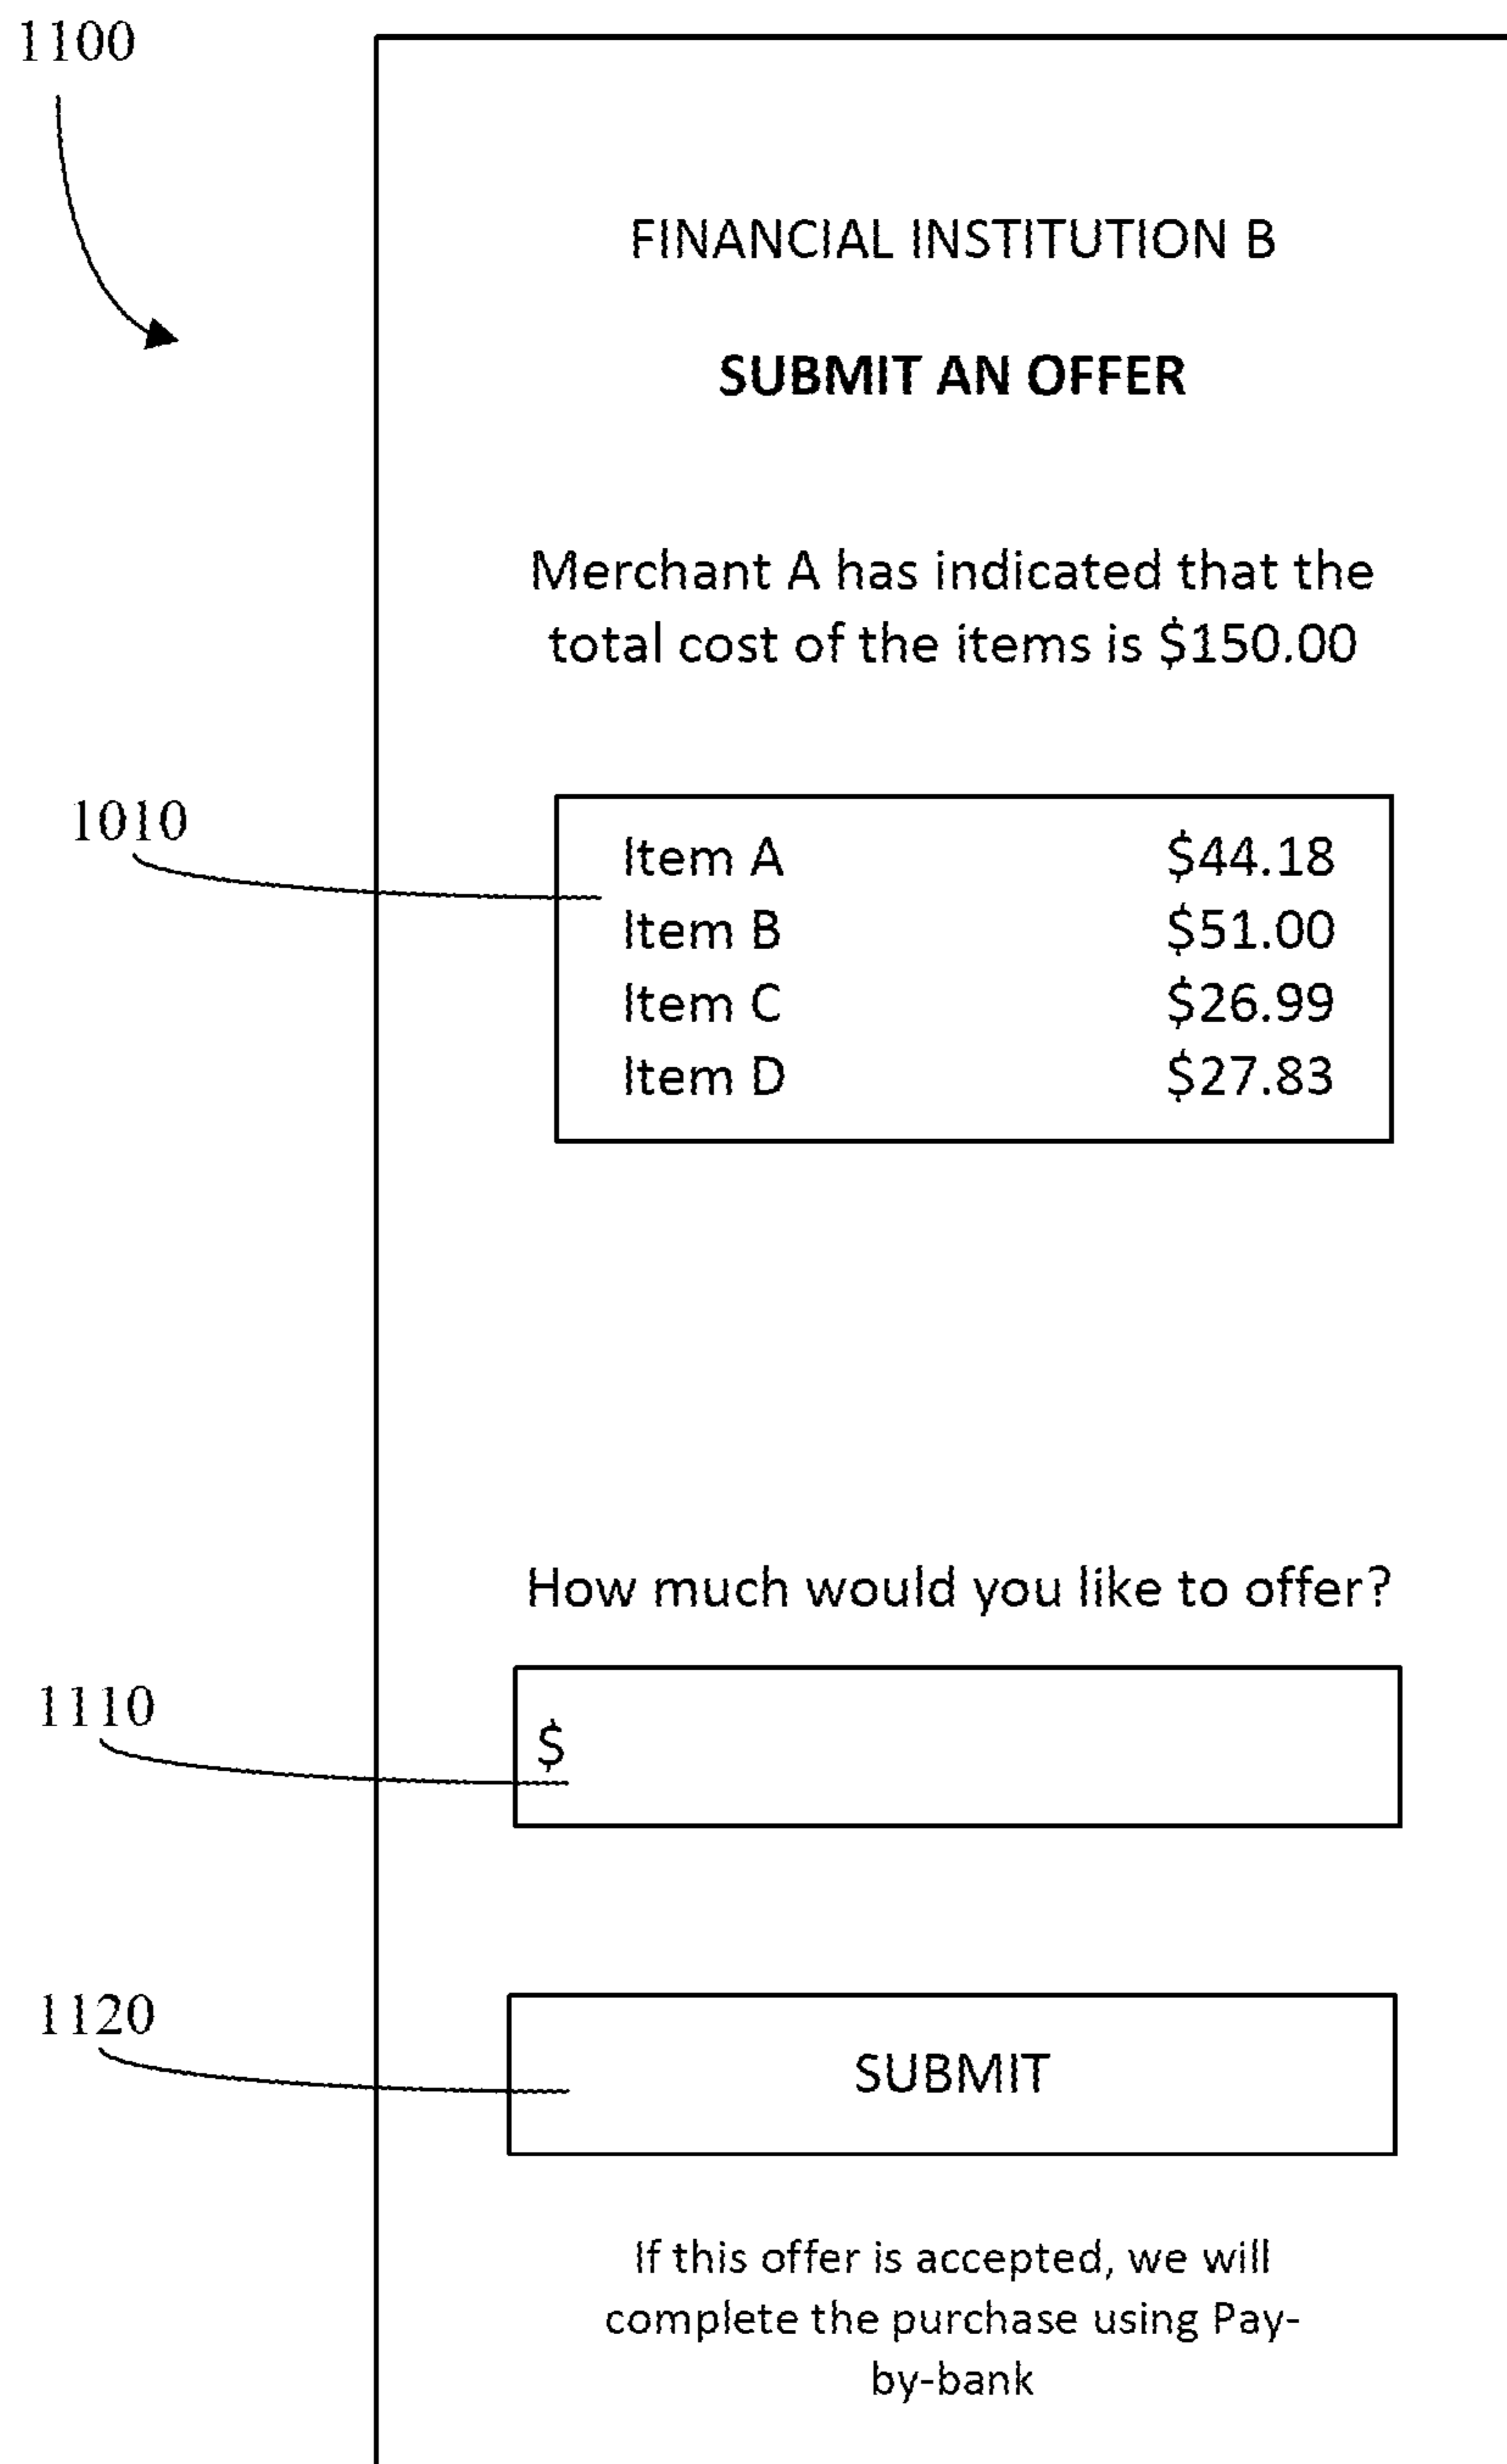 1100
FINANCIAL INSTITUTION B
SUBMIT AN OFFER
Merchant A has indicated that the
total cost of the items is $150.00
1010
Item A $44.18
Item B $51.00
Item C $26.99
Item D $27.83
How much would you like to offer?
1110
$
1120
SUBMIT
If this offer is accepted, we will
complete the purchase using Pay-
by-bank